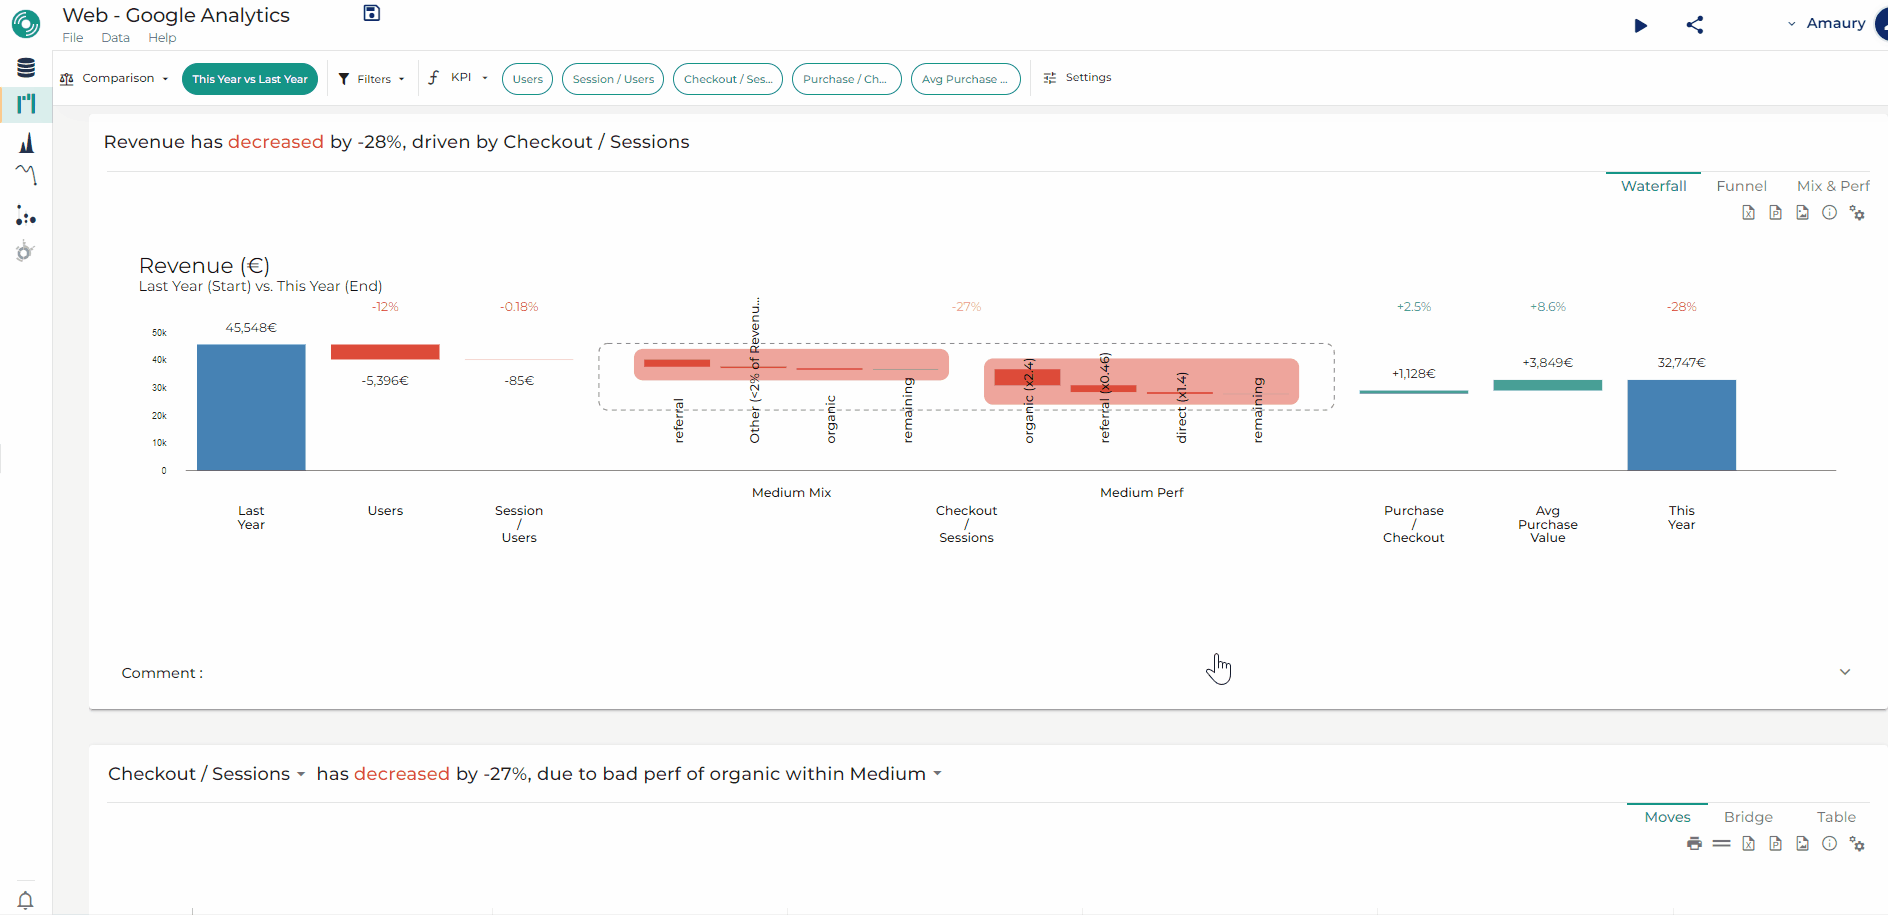 Web - Google Analytics
File Data Help
Amaury
Comparison This Year vs Last Year Filters KPI Users Session / Users Checkout / Ses... Purchase / Ch... Avg Purchase ... Settings
Revenue has decreased by -28%, driven by Checkout / Sessions
Waterfall Funnel Mix & Perf
Revenue (€)
Last Year (Start) vs. This Year (End)
-12% -0.18% -27% +2.5% +8.6% -28%
50k
40k
30k
20k
10k
0
45,548€
-5,396€
-85€
referral
Other (<2% of Revenu...
organic
remaining
organic (x2.4)
referral (x0.46)
direct (x1.4)
remaining
+1,128€
+3,849€
32,747€
Medium Mix Medium Perf
Last
Year
Users
Session
/
Users
Checkout
/
Sessions
Purchase
/
Checkout
Avg
Purchase
Value
This
Year
Comment :
Checkout / Sessions has decreased by -27%, due to bad perf of organic within Medium
Moves Bridge Table